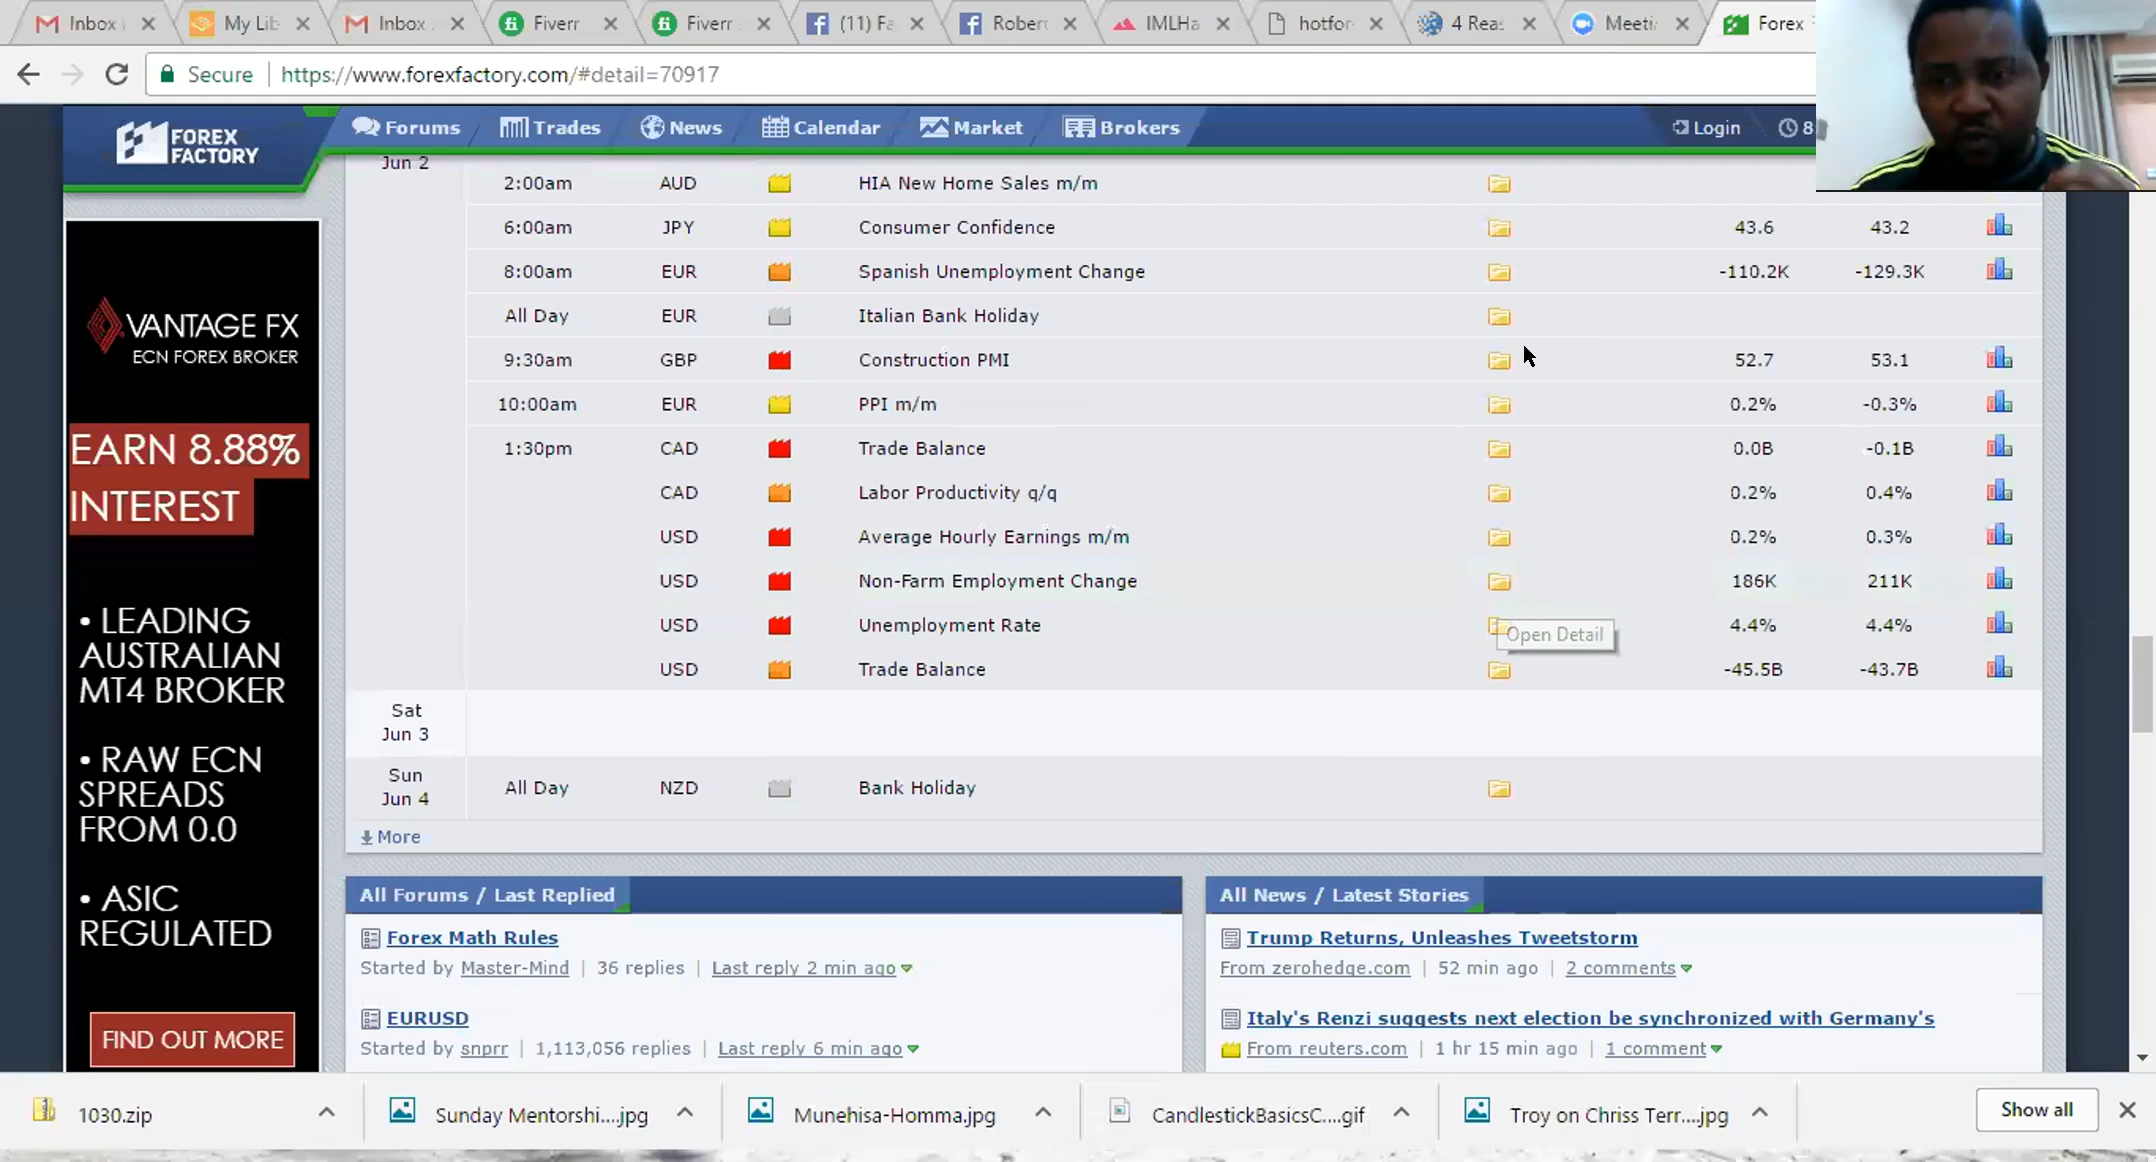 Inbox
My Lib
Inbox
Fiverr
Fiverr
(11) Fa
Rober
IMLHa
hotfor
4 Rea
Meeti
Forex
Secure
https://www.forexfactory.com/#detail=70917
FOREX
FACTORY
Forums
Trades
News
Calendar
Market
Brokers
Login
8
Jun 2
2:00am AUD HIA New Home Sales m/m
6:00am JPY Consumer Confidence 43.6 43.2
8:00am EUR Spanish Unemployment Change -110.2K -129.3K
All Day EUR Italian Bank Holiday
9:30am GBP Construction PMI 52.7 53.1
10:00am EUR PPI m/m 0.2% -0.3%
1:30pm CAD Trade Balance 0.0B -0.1B
CAD Labor Productivity q/q 0.2% 0.4%
USD Average Hourly Earnings m/m 0.2% 0.3%
USD Non-Farm Employment Change 186K 211K
USD Unemployment Rate 4.4% 4.4%
Open Detail
USD Trade Balance -45.5B -43.7B
Sat
Jun 3
Sun
Jun 4
All Day NZD Bank Holiday
More
VANTAGE FX
ECN FOREX BROKER
EARN 8.88%
INTEREST
• LEADING
AUSTRALIAN
MT4 BROKER
• RAW ECN
SPREADS
FROM 0.0
• ASIC
REGULATED
FIND OUT MORE
All Forums / Last Replied
Forex Math Rules
Started by Master-Mind | 36 replies | Last reply 2 min ago
EURUSD
Started by snprr | 1,113,056 replies | Last reply 6 min ago
All News / Latest Stories
Trump Returns, Unleashes Tweetstorm
From zerohedge.com | 52 min ago | 2 comments
Italy's Renzi suggests next election be synchronized with Germany's
From reuters.com | 1 hr 15 min ago | 1 comment
1030.zip
Sunday Mentorshi....jpg
Munehisa-Homma.jpg
CandlestickBasicsC....gif
Troy on Chriss Terr....jpg
Show all